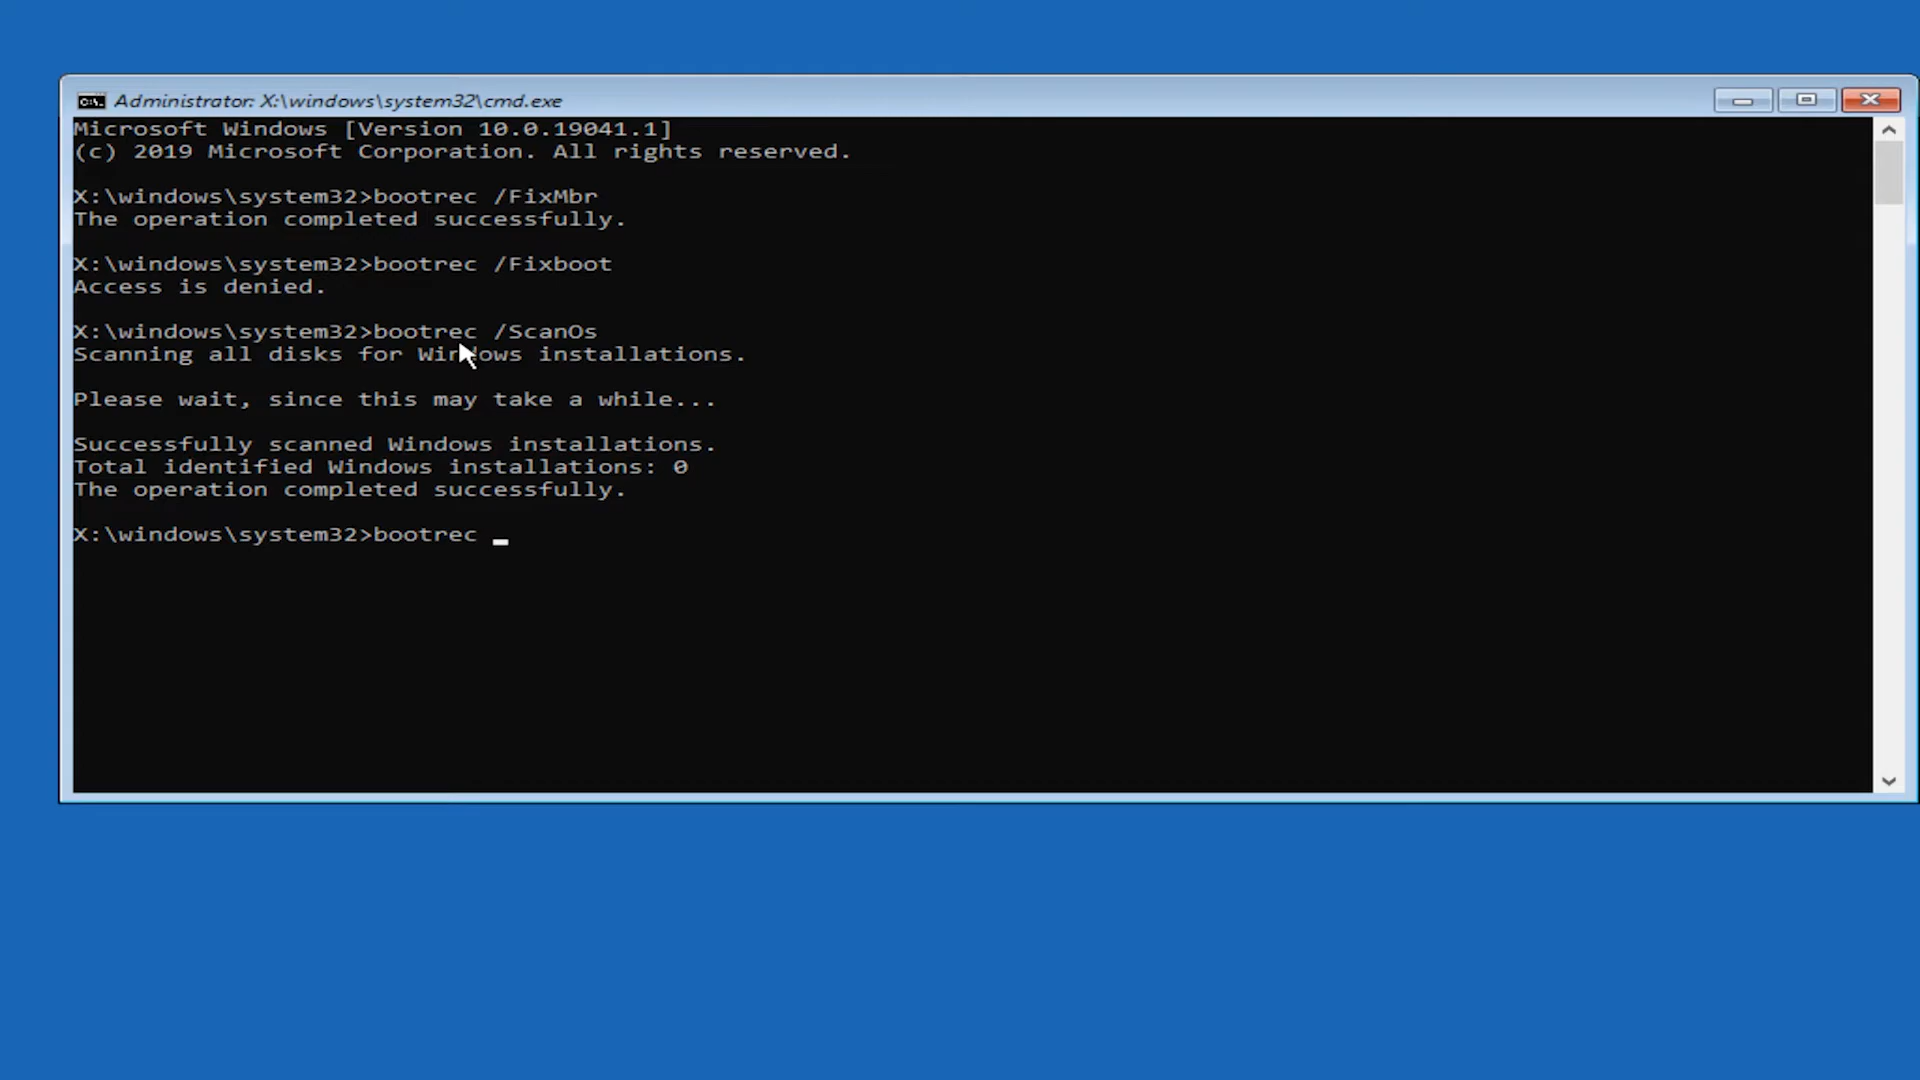 Administrator: X:\windows\system32\cmd.exe
Microsoft Windows [Version 10.0.19041.1]
(c) 2019 Microsoft Corporation. All rights reserved.
X:\windows\system32>bootrec /FixMbr
The operation completed successfully.
X:\windows\system32>bootrec /Fixboot
Access is denied.
X:\windows\system32>bootrec /ScanOs
Scanning all disks for Windows installations.
Please wait, since this may take a while...
Successfully scanned Windows installations.
Total identified Windows installations: 0
The operation completed successfully.
X:\windows\system32>bootrec _